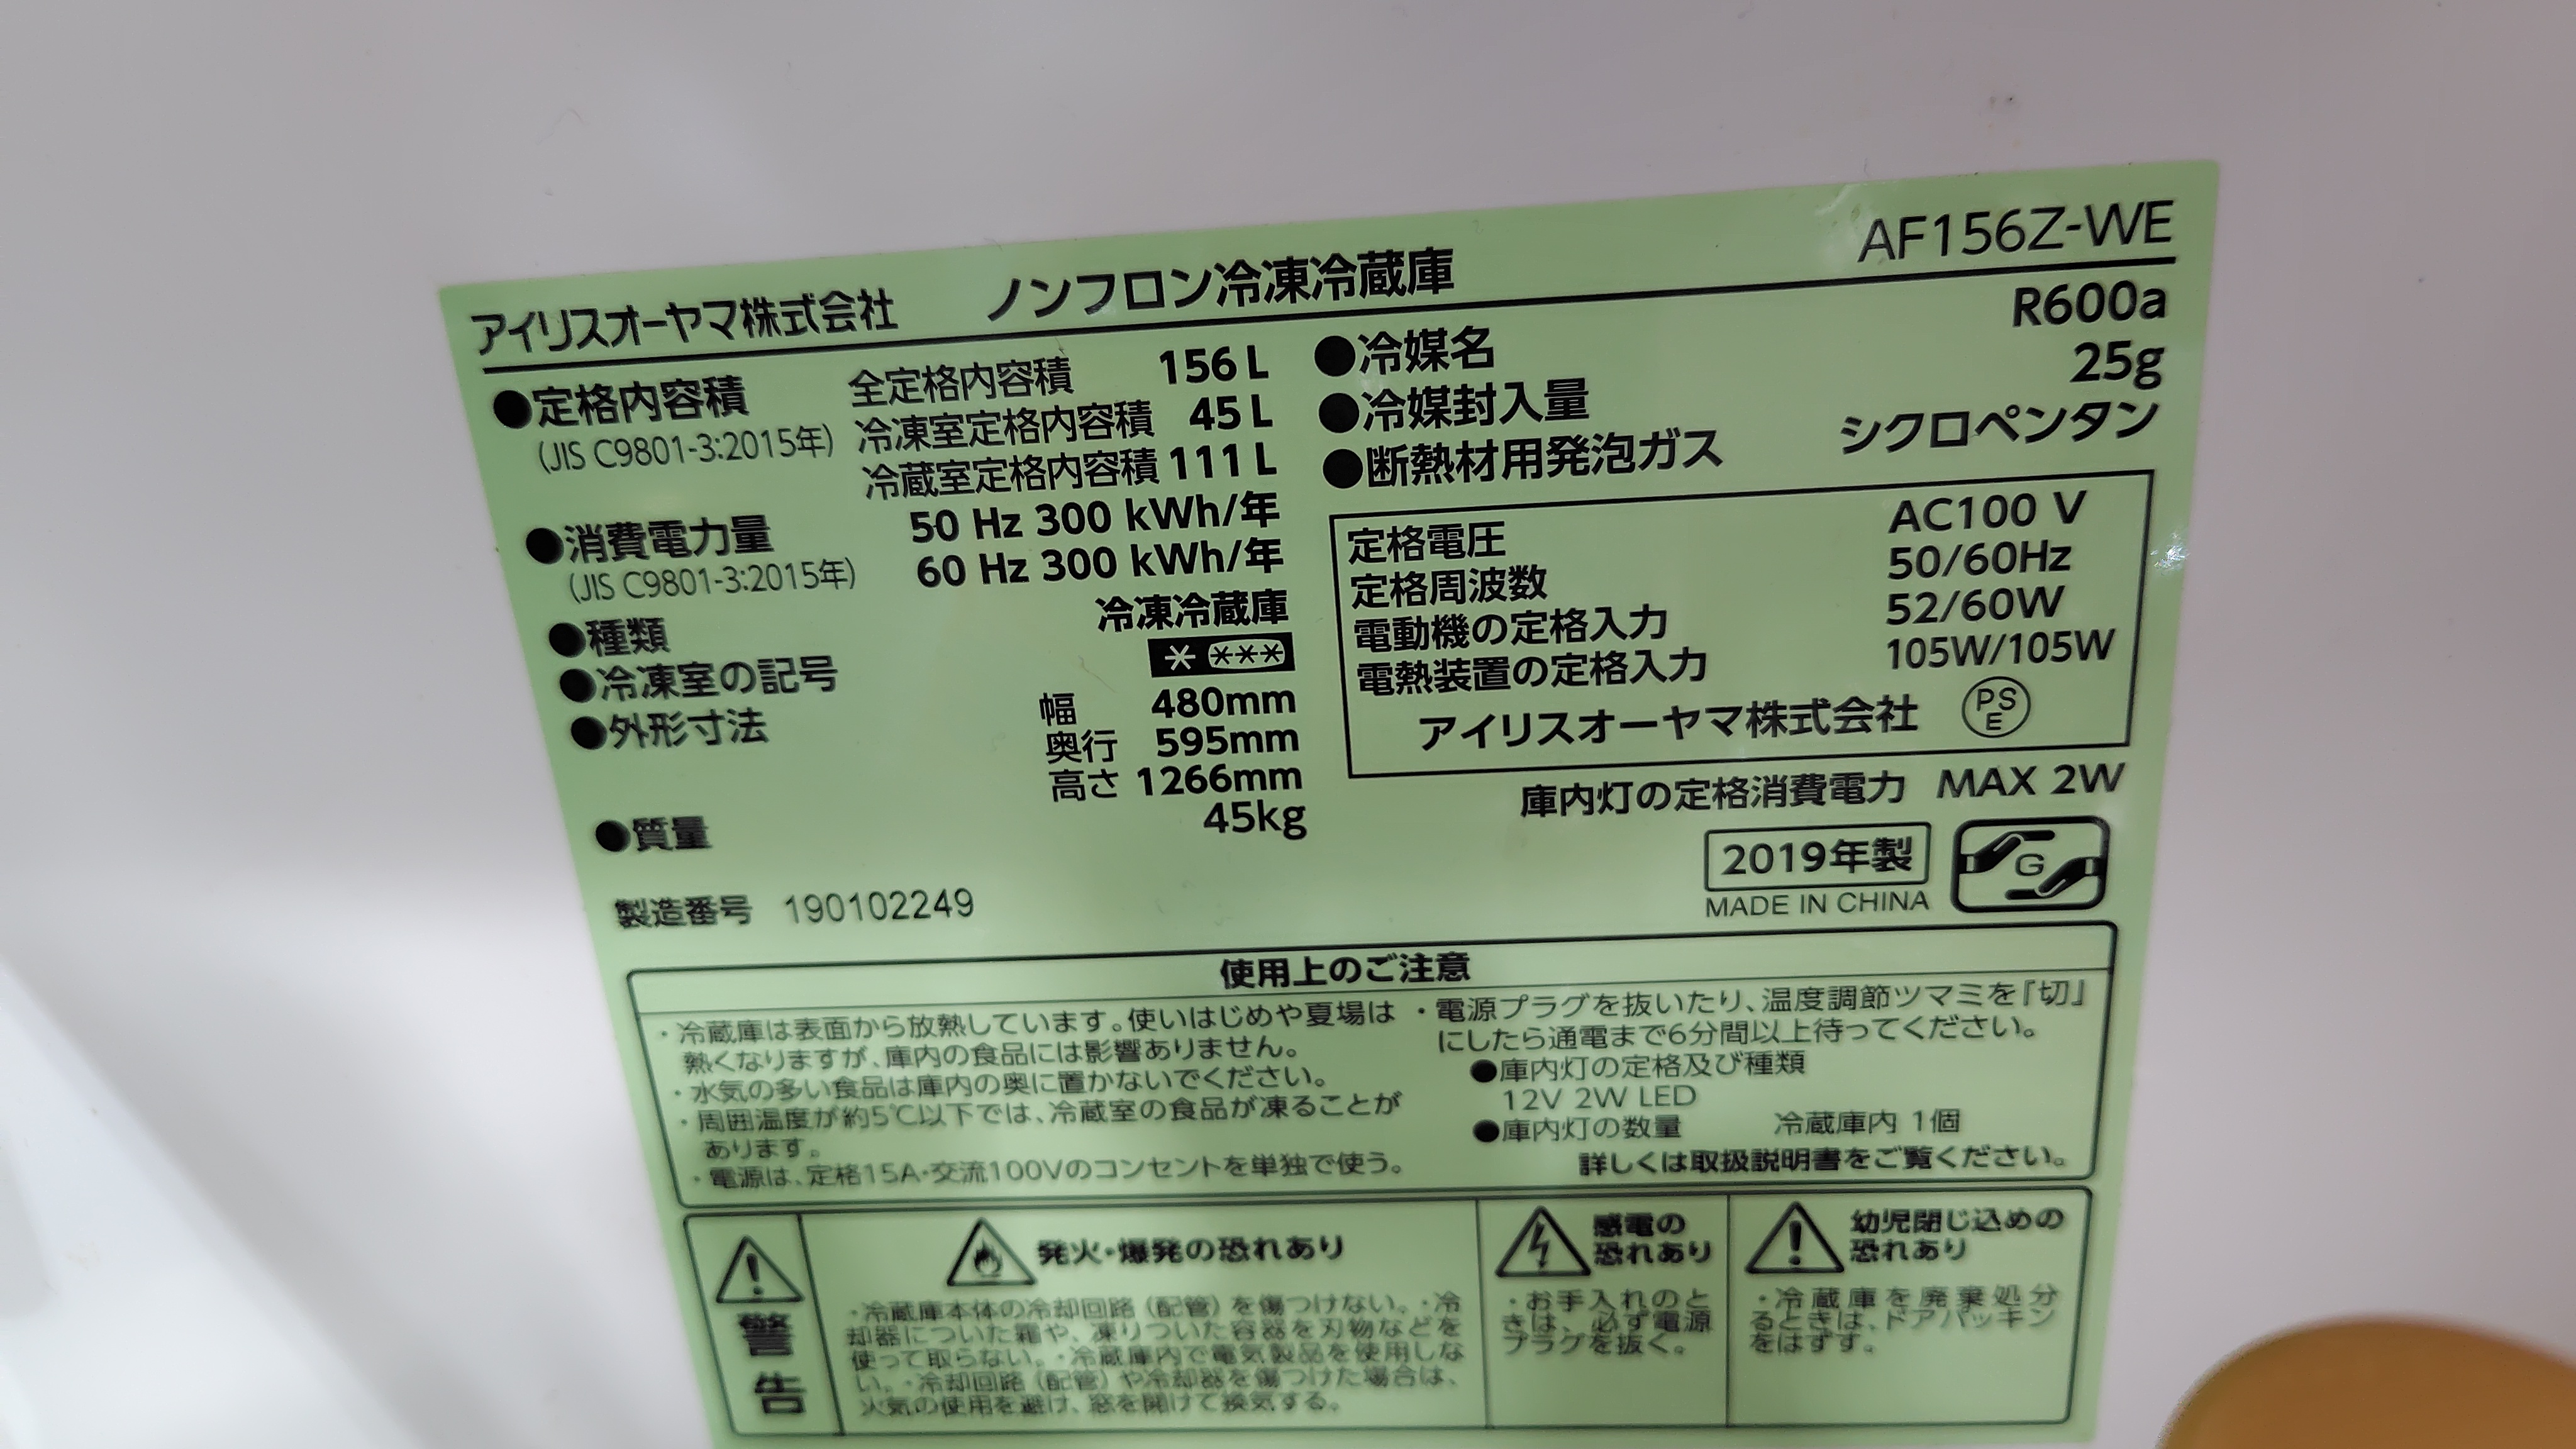 アイリスオーヤマ株式会社 ノンフロン冷凍冷蔵庫 AF156Z-WE
●定格内容積 全定格内容積 156L
(JIS C9801-3:2015年) 冷凍室定格内容積 45L
冷蔵室定格内容積 111L
●消費電力量 50 Hz 300 kWh/年
(JIS C9801-3:2015年) 60 Hz 300 kWh/年
●種類 冷凍冷蔵庫
●冷凍室の記号
●外形寸法 幅 480mm
奥行 595mm
高さ 1266mm
●質量 45kg
製造番号 190102249
●冷媒名 R600a
●冷媒封入量 25g
●断熱材用発泡ガス シクロペンタン
定格電圧 AC100 V
定格周波数 50/60Hz
電動機の定格入力 52/60W
電熱装置の定格入力 105W/105W
アイリスオーヤマ株式会社 PSE
庫内灯の定格消費電力 MAX 2W
2019年製
MADE IN CHINA
G
使用上のご注意
・冷蔵庫は表面から放熱しています。使いはじめや夏場は
熱くなりますが、庫内の食品には影響ありません。
・水気の多い食品は庫内の奥に置かないでください。
・周囲温度が約5℃以下では、冷蔵室の食品が凍ることが
あります。
・電源は、定格15A・交流100Vのコンセントを単独で使う。
・電源プラグを抜いたり、温度調節ツマミを「切」
にしたら通電まで6分間以上待ってください。
●庫内灯の定格及び種類
12V 2W LED
●庫内灯の数量 冷蔵庫内 1個
詳しくは取扱説明書をご覧ください。
警告
発火・爆発の恐れあり
・冷蔵庫本体の冷却回路(配管)を傷つけない。・冷
却器についた霜や、凍りついた容器を刃物などを
使って取らない。・冷蔵庫内で電気製品を使用しな
い。・冷却回路(配管)や冷却器を傷つけた場合は、
火気の使用を避け、窓を開けて換気する。
感電の
恐れあり
・お手入れのと
きは、必ず電源
プラグを抜く。
幼児閉じ込めの
恐れあり
・冷蔵庫を廃棄処分
るときは、ドアパッキン
をはずす。